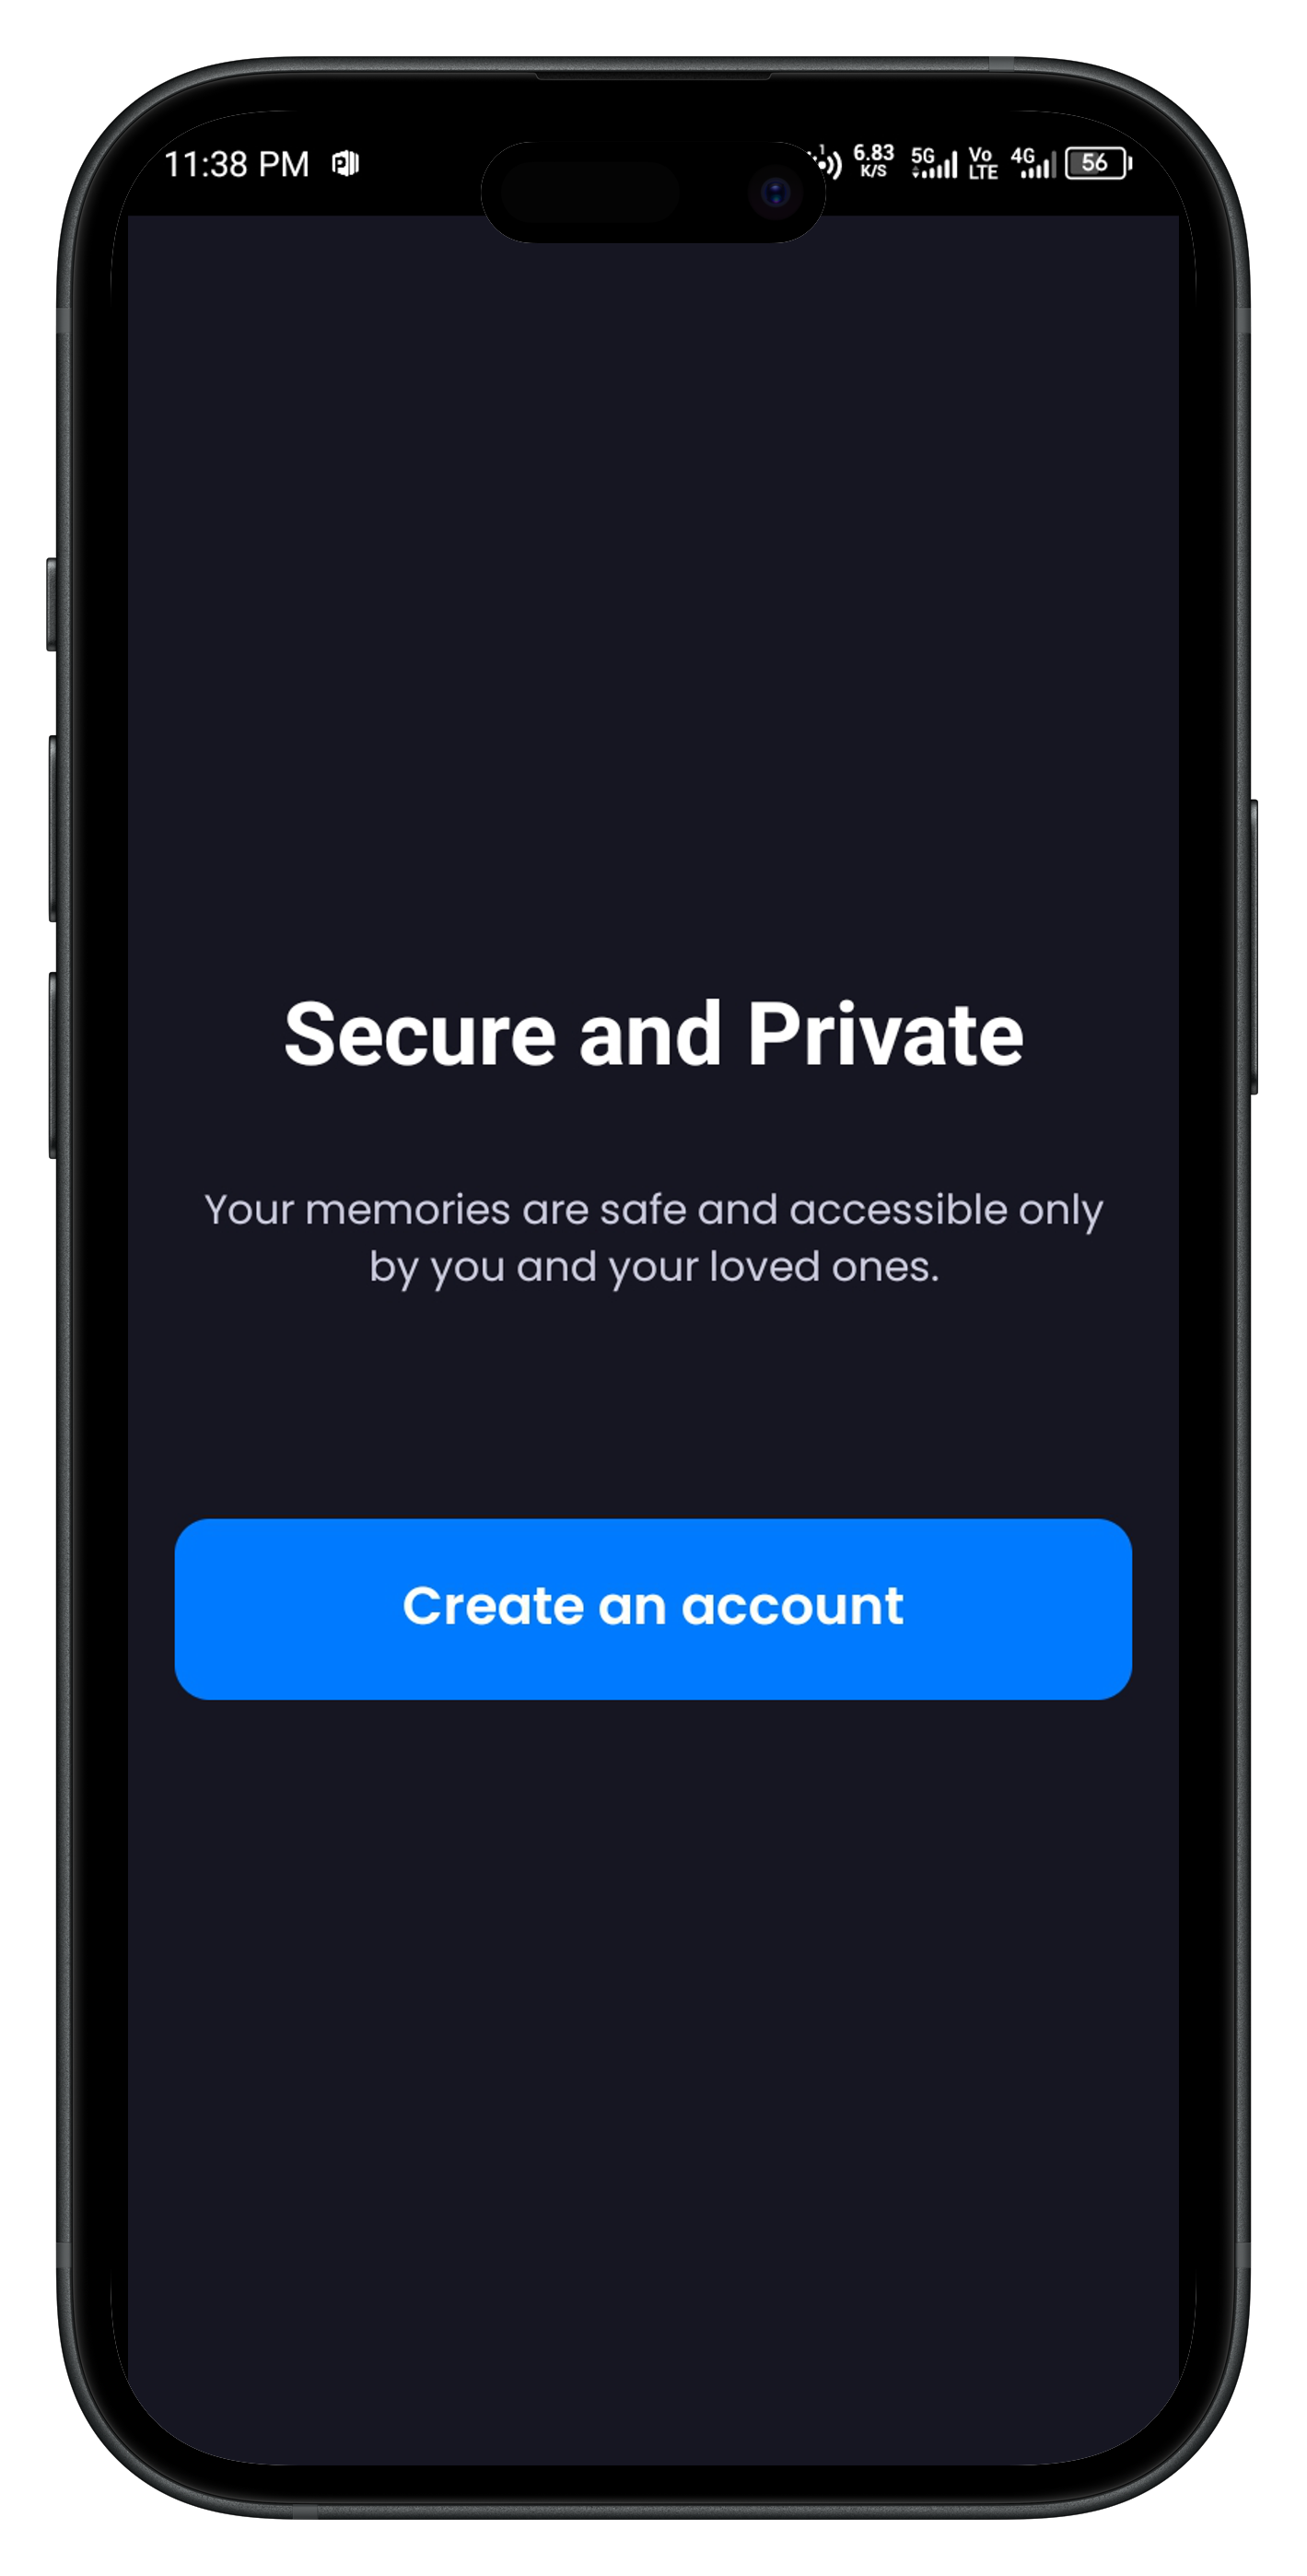 11:38 PM 6.83 K/S 5G Vo LTE 4G 56
Secure and Private
Your memories are safe and accessible only
by you and your loved ones.
Create an account